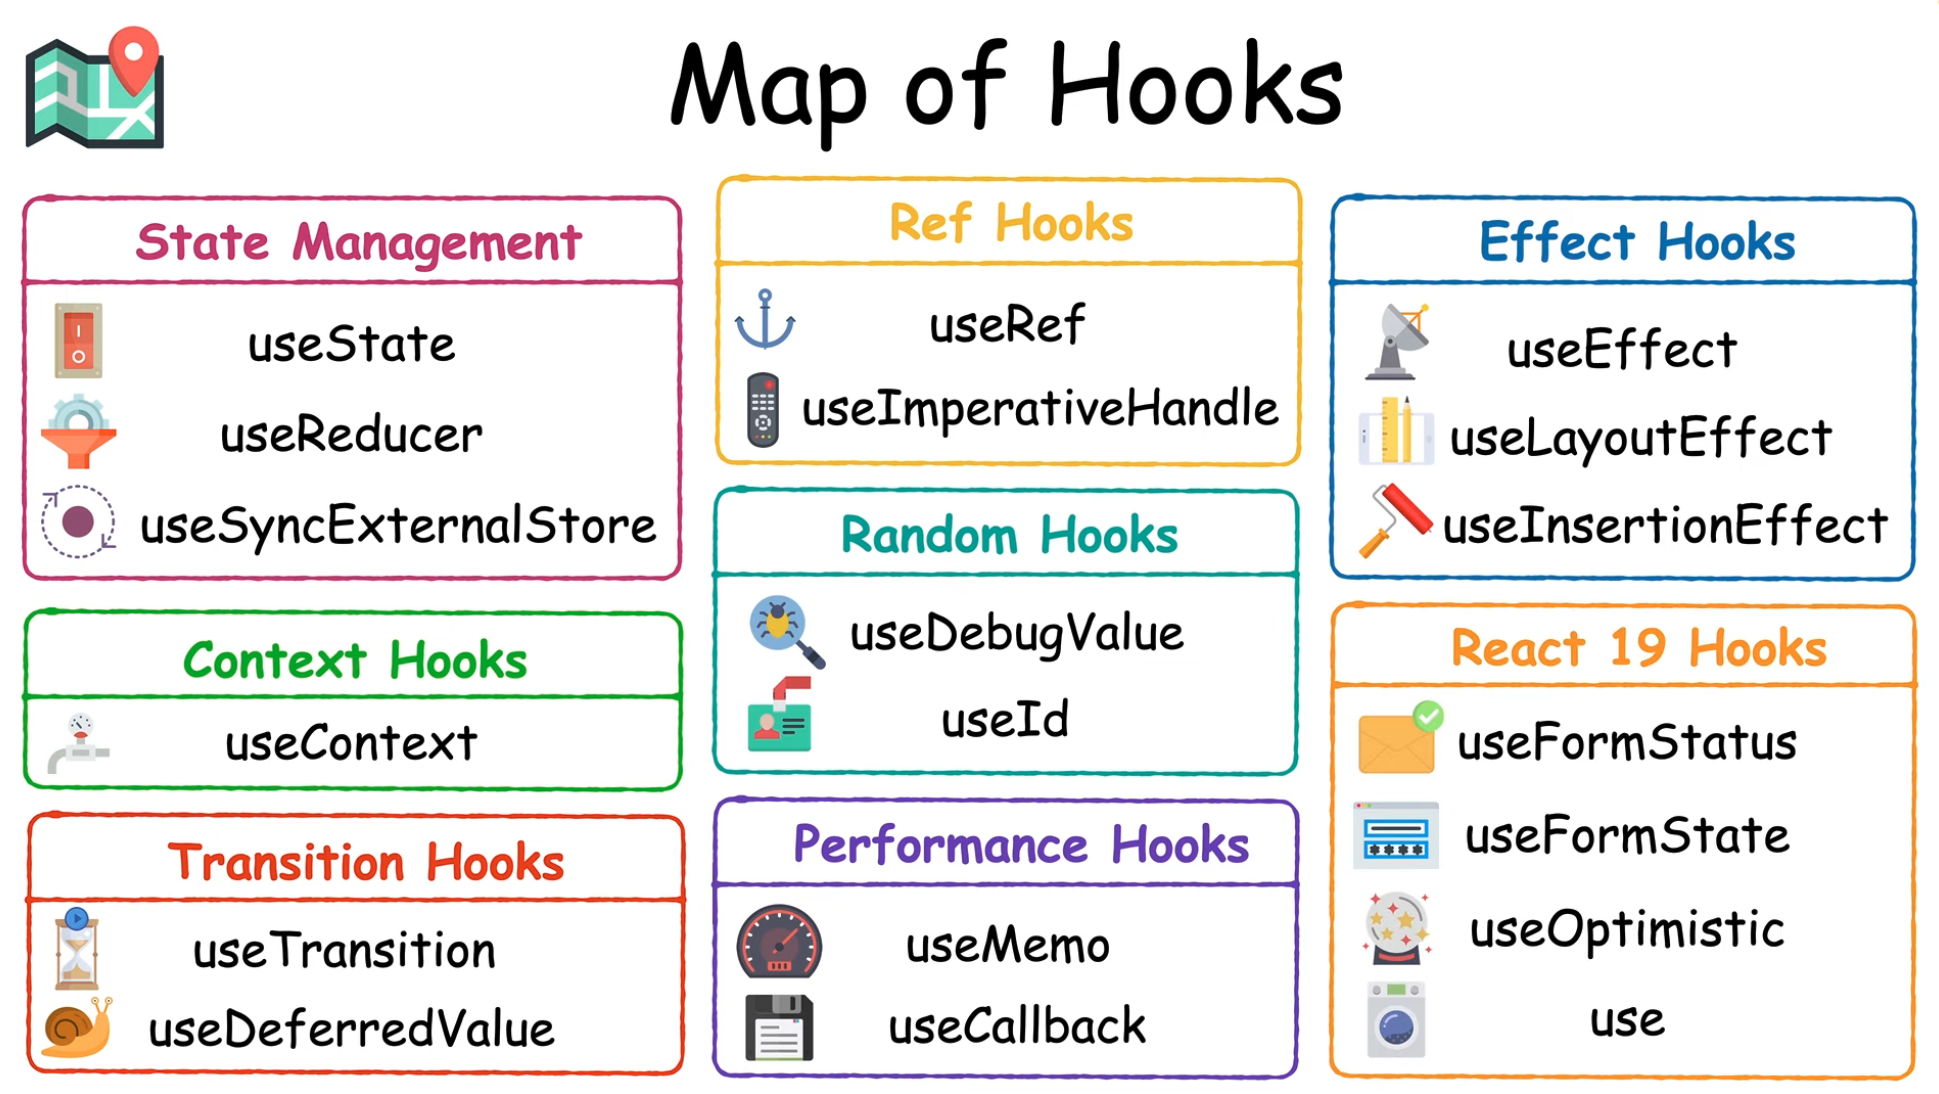 Map of Hooks
State Management
useState
useReducer
useSyncExternalStore
Context Hooks
useContext
Transition Hooks
useTransition
useDeferredValue
Ref Hooks
useRef
useImperativeHandle
Random Hooks
useDebugValue
useId
Performance Hooks
useMemo
useCallback
Effect Hooks
useEffect
useLayoutEffect
useInsertionEffect
React 19 Hooks
useFormStatus
useFormState
useOptimistic
use